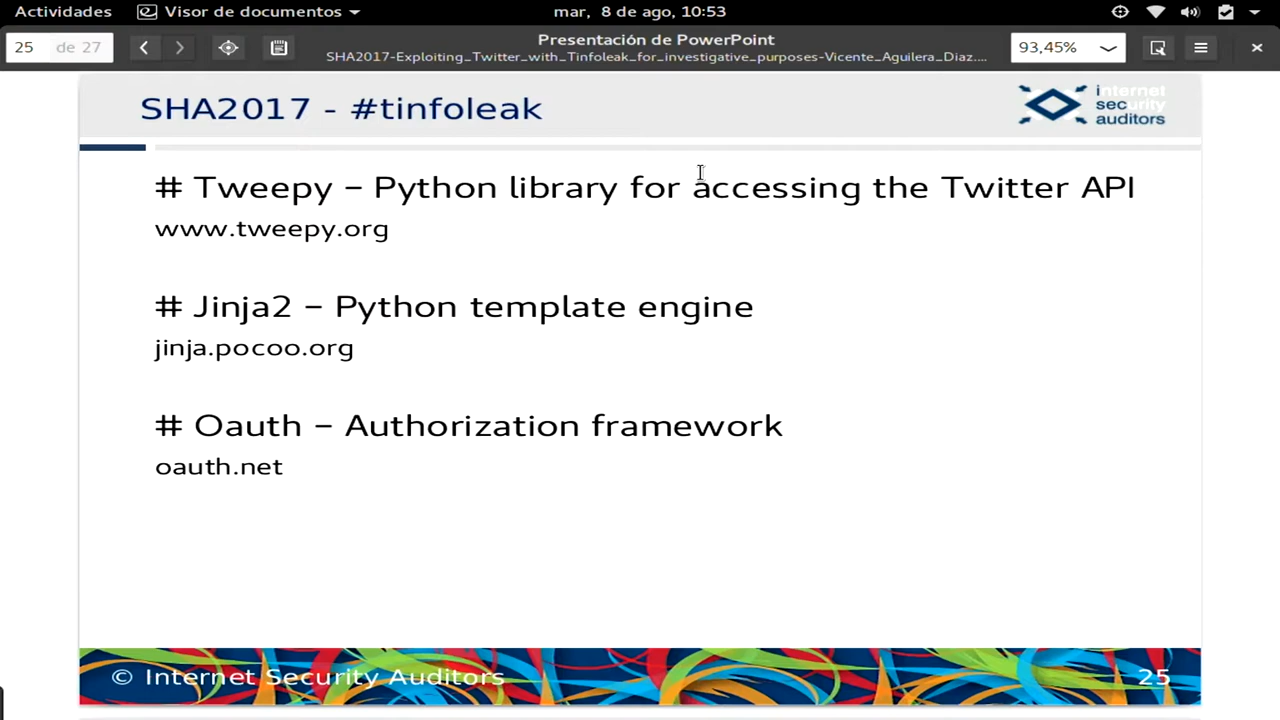 Actividades Visor de documentos mar, 8 de ago, 10:53
25 de 27 Presentación de PowerPoint 93,45%
SHA2017-Exploiting_Twitter_with_Tinfoleak_for_investigative_purposes-Vicente_Aguilera_Diaz....
SHA2017 - #tinfoleak
internet
security
auditors
# Tweepy – Python library for accessing the Twitter API
www.tweepy.org
# Jinja2 – Python template engine
jinja.pocoo.org
# Oauth – Authorization framework
oauth.net
© Internet Security Auditors 25